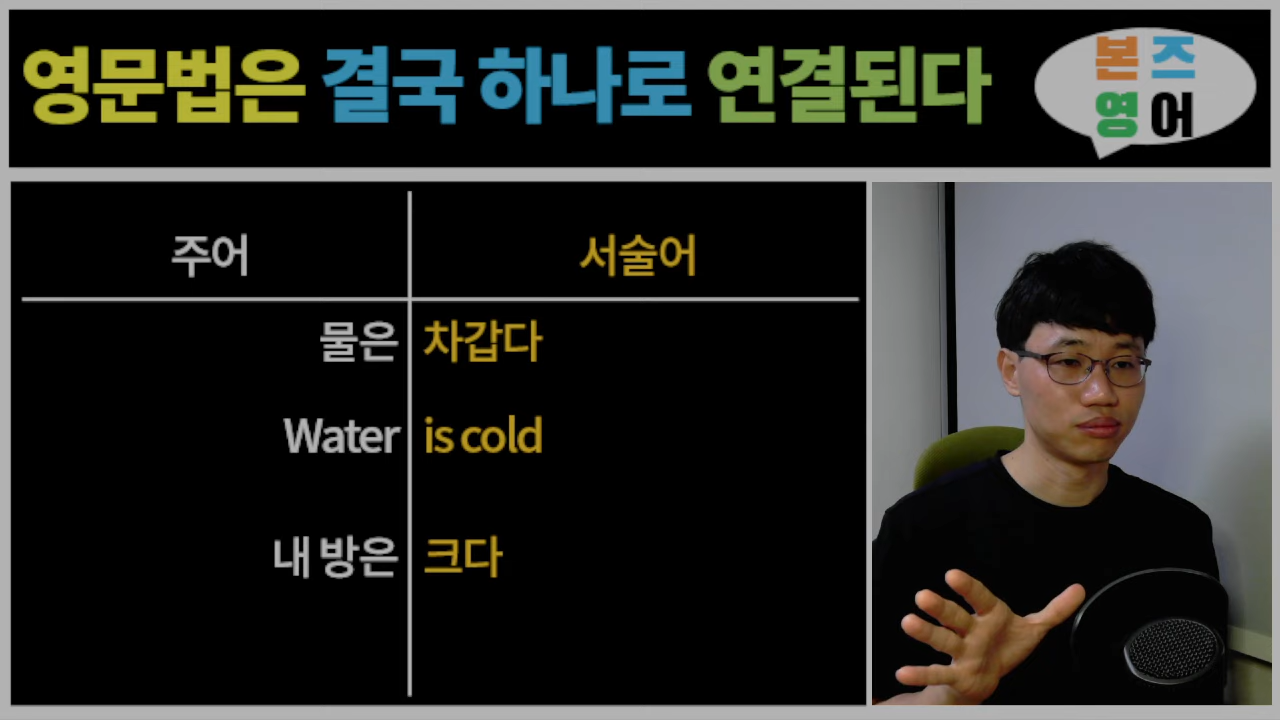 영문법은 결국 하나로 연결된다
본즈
영어
주어 서술어
물은 차갑다
Water is cold
내 방은 크다